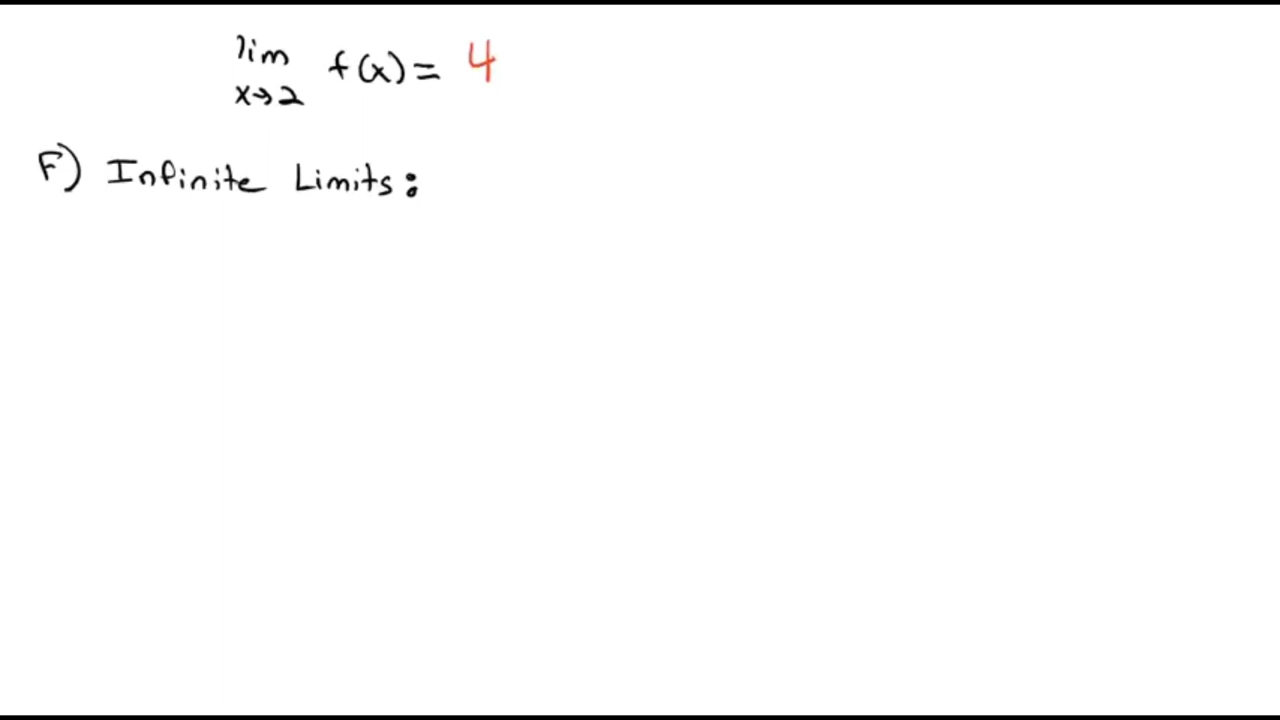 lim f(x) = 4
x→2
F) Infinite Limits: